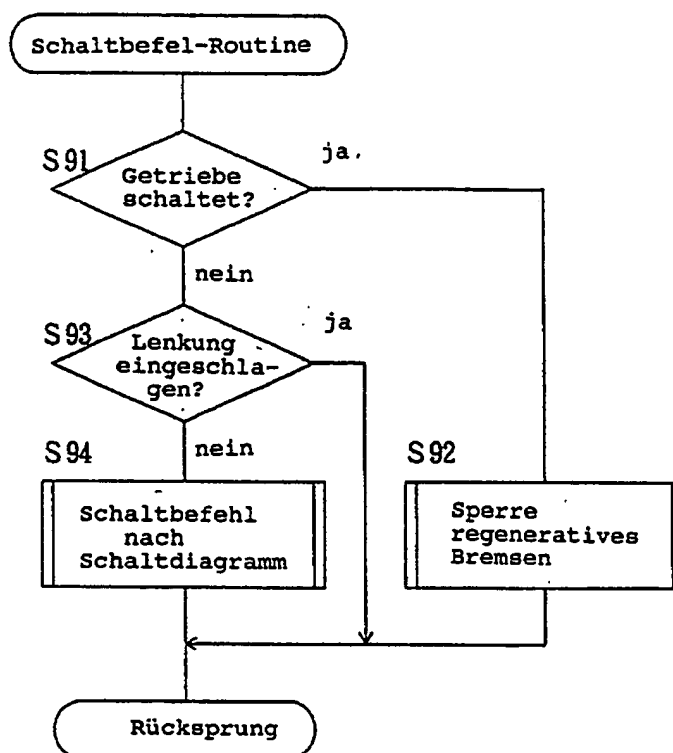 Schaltbefel-Routine
S91
Getriebe
schaltet?
ja.
nein
S93
Lenkung
eingeschla-
gen?
ja
nein
S94
Schaltbefehl
nach
Schaltdiagramm
S92
Sperre
regeneratives
Bremsen
Rücksprung